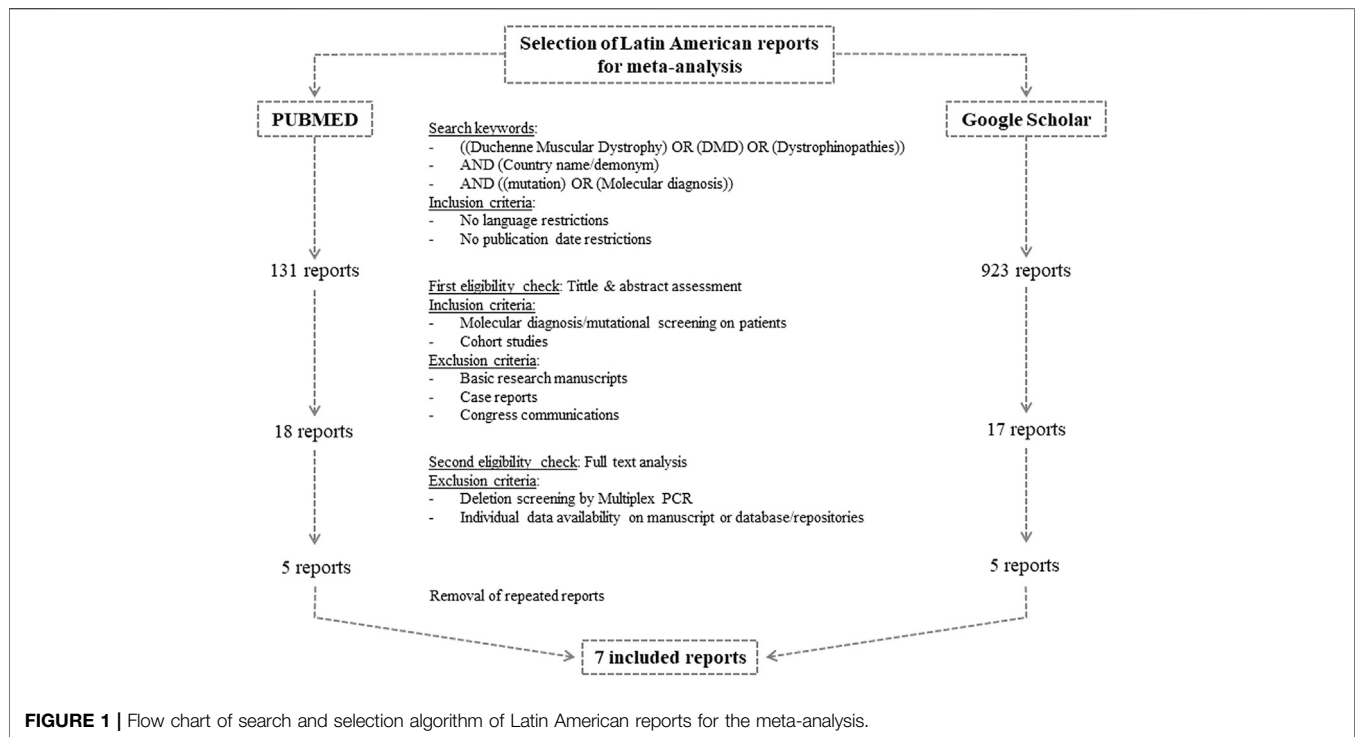 Selection of Latin American reports
for meta-analysis
PUBMED
Google Scholar
Search keywords:
- ((Duchenne Muscular Dystrophy) OR (DMD) OR (Dystrophinopathies))
- AND (Country name/demonym)
- AND ((mutation) OR (Molecular diagnosis))
Inclusion criteria:
- No language restrictions
- No publication date restrictions
131 reports
923 reports
First eligibility check: Tittle & abstract assessment
Inclusion criteria:
- Molecular diagnosis/mutational screening on patients
- Cohort studies
Exclusion criteria:
- Basic research manuscripts
- Case reports
- Congress communications
18 reports
17 reports
Second eligibility check: Full text analysis
Exclusion criteria:
- Deletion screening by Multiplex PCR
- Individual data availability on manuscript or database/repositories
5 reports
5 reports
Removal of repeated reports
7 included reports
FIGURE 1 | Flow chart of search and selection algorithm of Latin American reports for the meta-analysis.